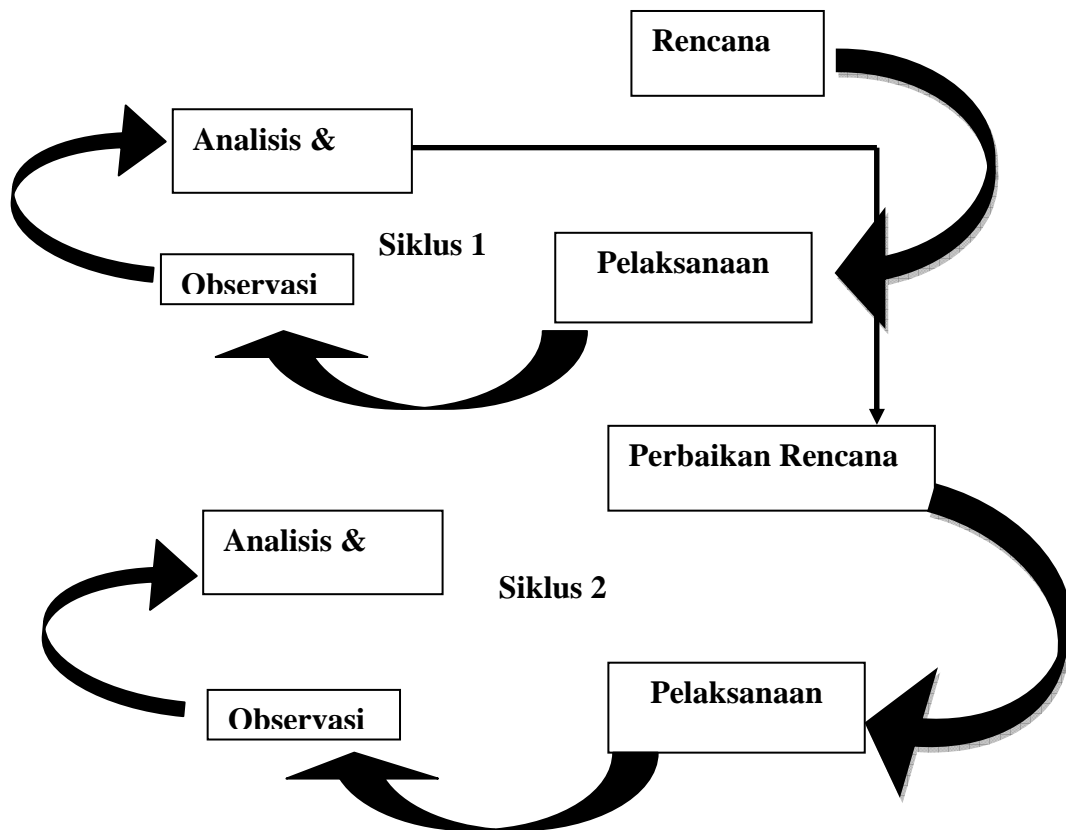 Rencana
Analisis &
Siklus 1
Pelaksanaan
Observasi
Perbaikan Rencana
Analisis &
Siklus 2
Pelaksanaan
Observasi